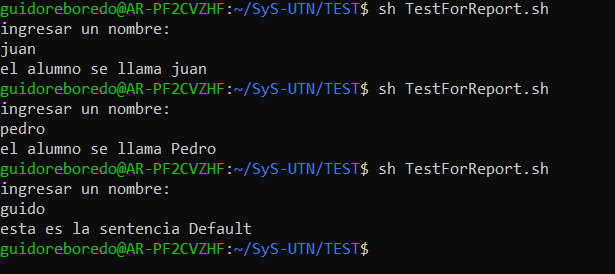 guidoreboredo@AR-PF2CVZHF:~/SyS-UTN/TEST$ sh TestForReport.sh
ingresar un nombre:
juan
el alumno se llama juan
guidoreboredo@AR-PF2CVZHF:~/SyS-UTN/TEST$ sh TestForReport.sh
ingresar un nombre:
pedro
el alumno se llama Pedro
guidoreboredo@AR-PF2CVZHF:~/SyS-UTN/TEST$ sh TestForReport.sh
ingresar un nombre:
guido
esta es la sentencia Default
guidoreboredo@AR-PF2CVZHF:~/SyS-UTN/TEST$